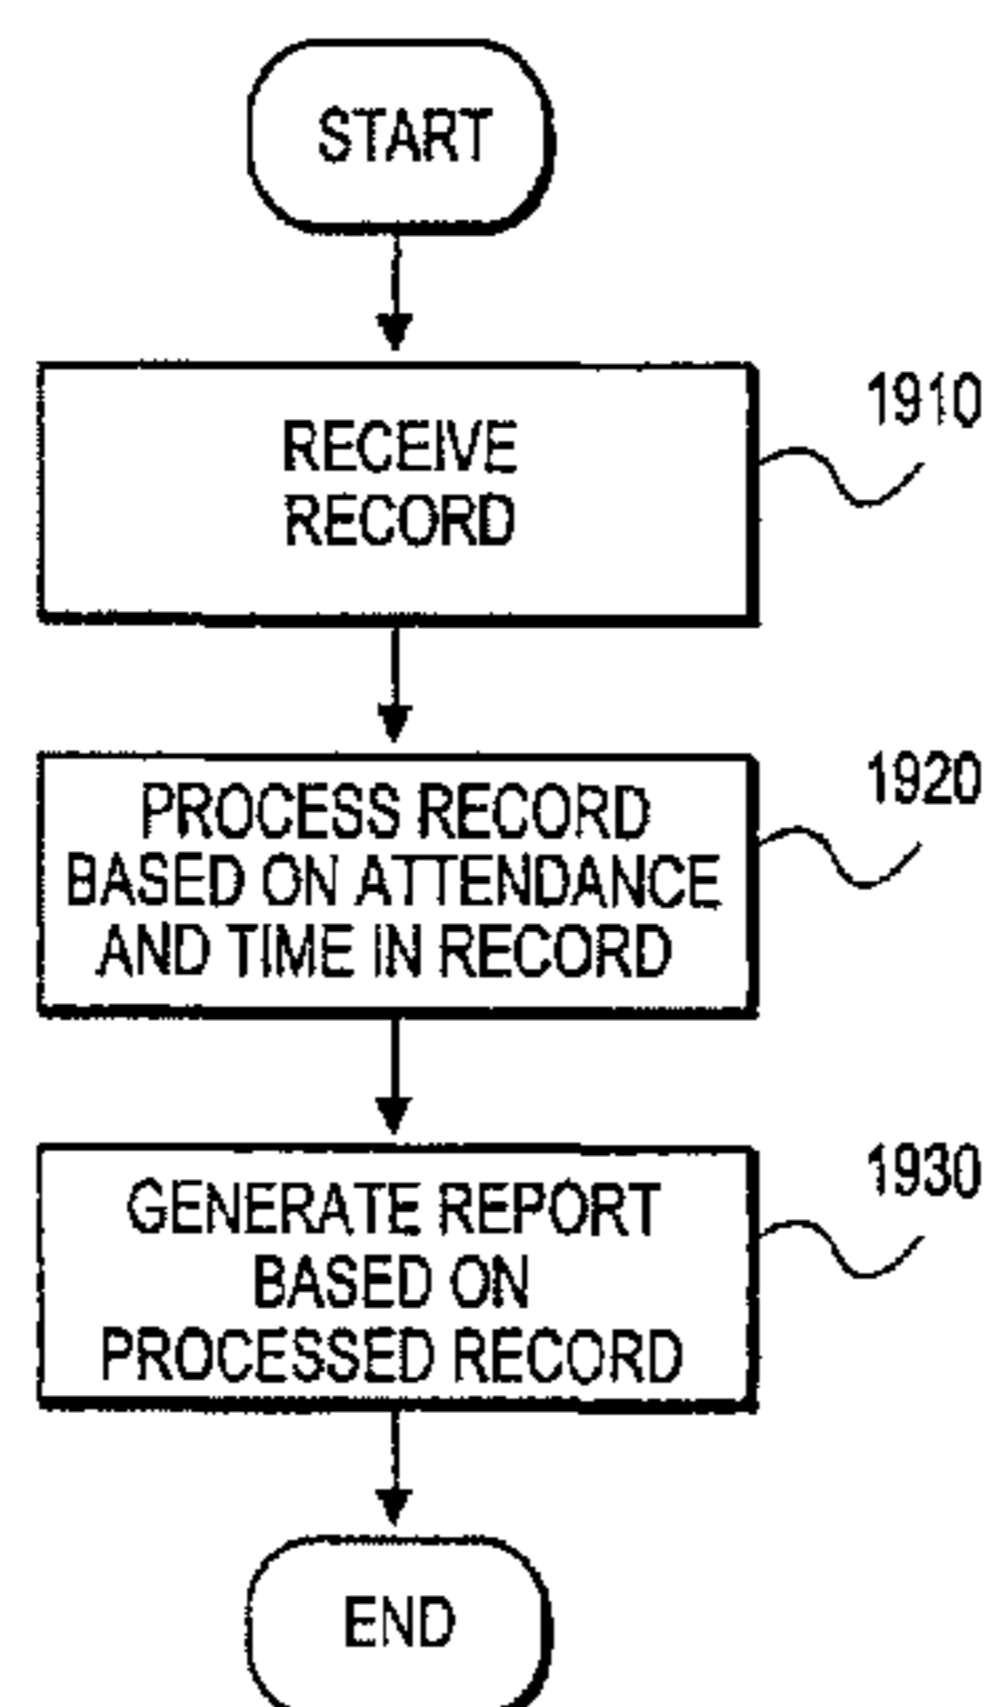 START
RECEIVE
RECORD
1910
PROCESS RECORD
BASED ON ATTENDANCE
AND TIME IN RECORD
1920
GENERATE REPORT
BASED ON
PROCESSED RECORD
1930
END